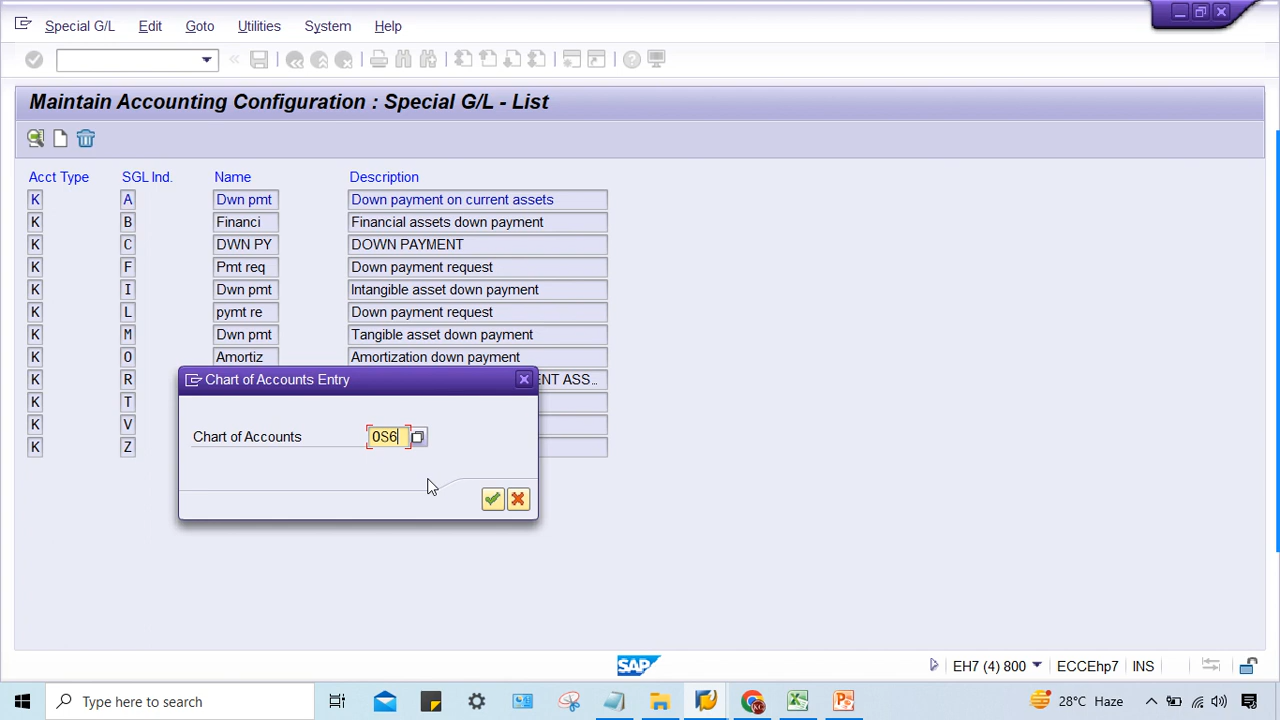 Special G/L Edit Goto Utilities System Help
Maintain Accounting Configuration : Special G/L - List
Acct Type SGL Ind. Name Description
K A Dwn pmt Down payment on current assets
K B Financi Financial assets down payment
K C DWN PY DOWN PAYMENT
K F Pmt req Down payment request
K I Dwn pmt Intangible asset down payment
K L pymt re Down payment request
K M Dwn pmt Tangible asset down payment
K O Amortiz Amortization down payment
K R ENT ASS...
K T
K V
K Z
Chart of Accounts Entry
Chart of Accounts 0S6
SAP EH7 (4) 800 ECCEhp7 INS
Type here to search 28°C Haze